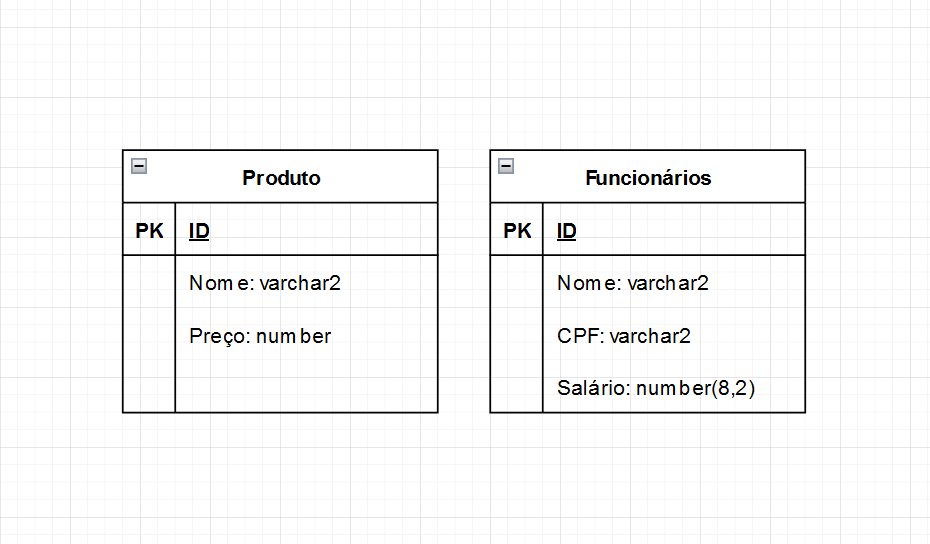 Produto
PK ID
Nome: varchar2
Preço: number
Funcionários
PK ID
Nome: varchar2
CPF: varchar2
Salário: number(8,2)